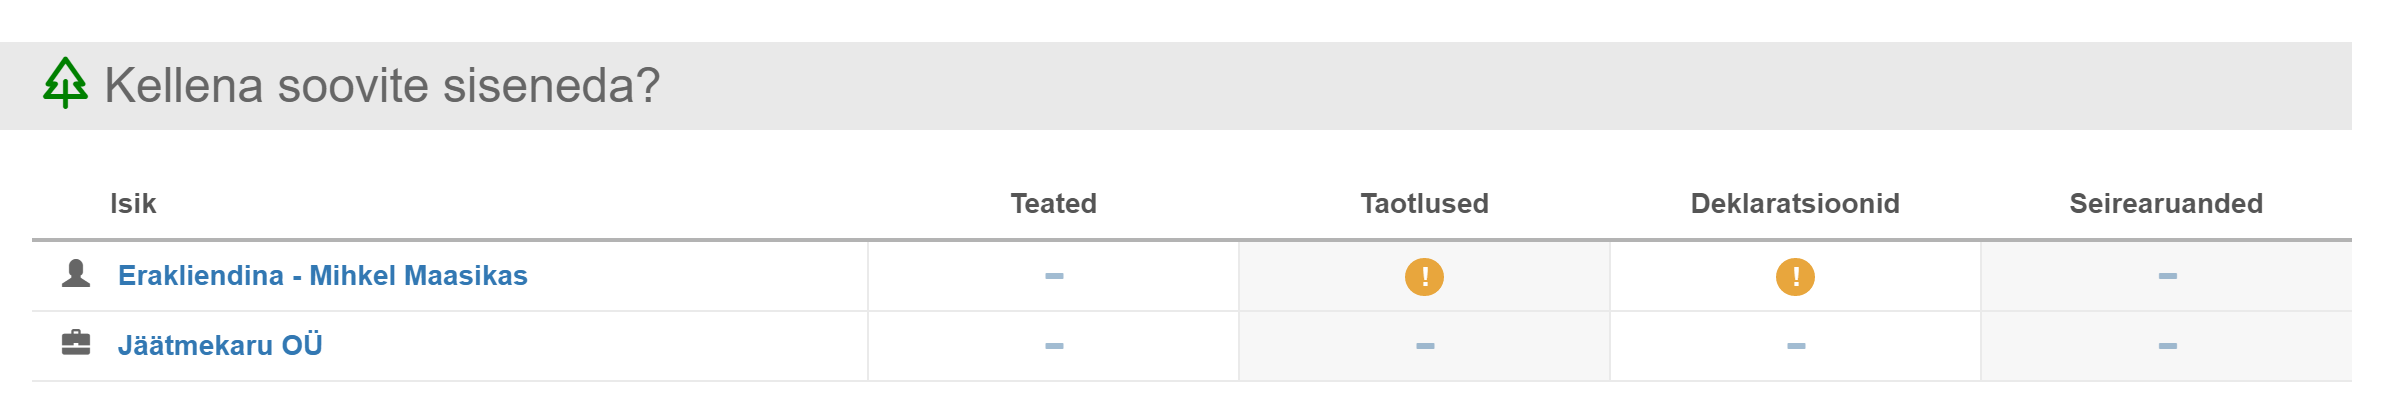 Kellena soovite siseneda?
Isik Teated Taotlused Deklaratsioonid Seirearuanded
Erakliendina - Mihkel Maasikas - ! ! -
Jäätmekaru OÜ - - - -